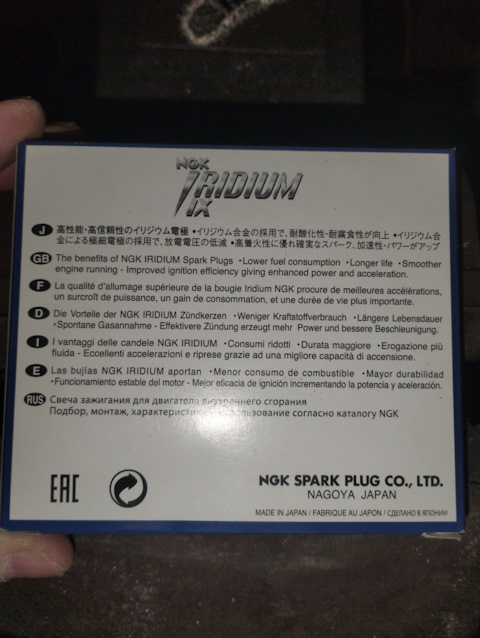 NGK
IRIDIUM
IX
J 高性能・高信頼性のイリジウム電極 •イリジウム合金の採用で、耐酸化性・耐腐食性が向上 •イリジウム合
金による極細電極の採用で、放電電圧の低減 •高着火性に優れ確実なスパーク、加速性・パワーがアップ
GB The benefits of NGK IRIDIUM Spark Plugs •Lower fuel consumption •Longer life •Smoother
engine running - Improved ignition efficiency giving enhanced power and acceleration.
F La qualité d'allumage supérieure de la bougie Iridium NGK procure de meilleures accélérations,
un surcroît de puissance, un gain de consommation, et une durée de vie plus importante.
D Die Vorteile der NGK IRIDIUM Zündkerzen •Weniger Kraftstoffverbrauch •Längere Lebensdauer
•Spontane Gasannahme - Effektivere Zündung erzeugt mehr Power und bessere Beschleunigung.
I I vantaggi delle candele NGK IRIDIUM •Consumi ridotti •Durata maggiore •Erogazione più
fluida - Eccellenti accelerazioni e riprese grazie ad una migliore capacità di accensione.
E Las bujías NGK IRIDIUM aportan •Menor consumo de combustible •Mayor durabilidad
•Funcionamiento estable del motor - Mejor eficacia de ignición incrementando la potencia y aceleración.
RUS Свеча зажигания для двигателя внутреннего сгорания
Подбор, монтаж, характеристики и использование согласно каталогу NGK
EAC
NGK SPARK PLUG CO., LTD.
NAGOYA JAPAN
MADE IN JAPAN / FABRIQUE AU JAPON / СДЕЛАНО В ЯПОНИИ